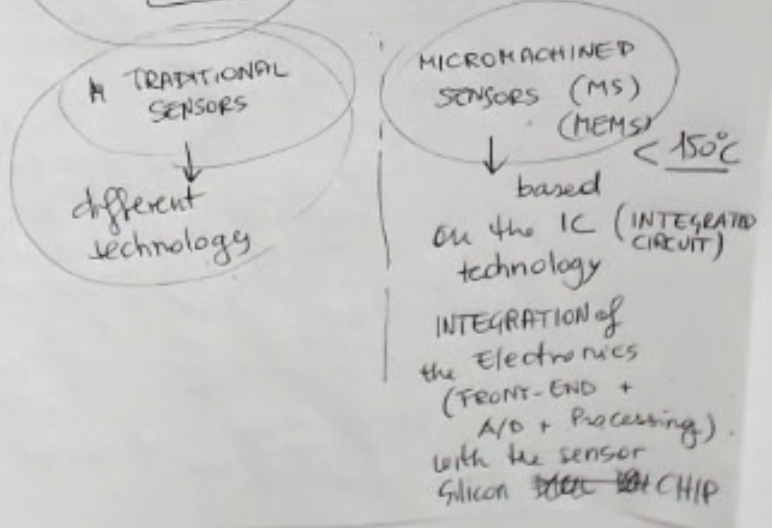 TRADITIONAL
SENSORS
different
technology
MICROMACHINED
SENSORS (MS)
(MEMS)
< 150°C
based
on the IC (INTEGRATED
CIRCUIT)
technology
INTEGRATION of
the Electronics
(FRONT-END +
A/D + Processing).
with the sensor
Silicon CHIP